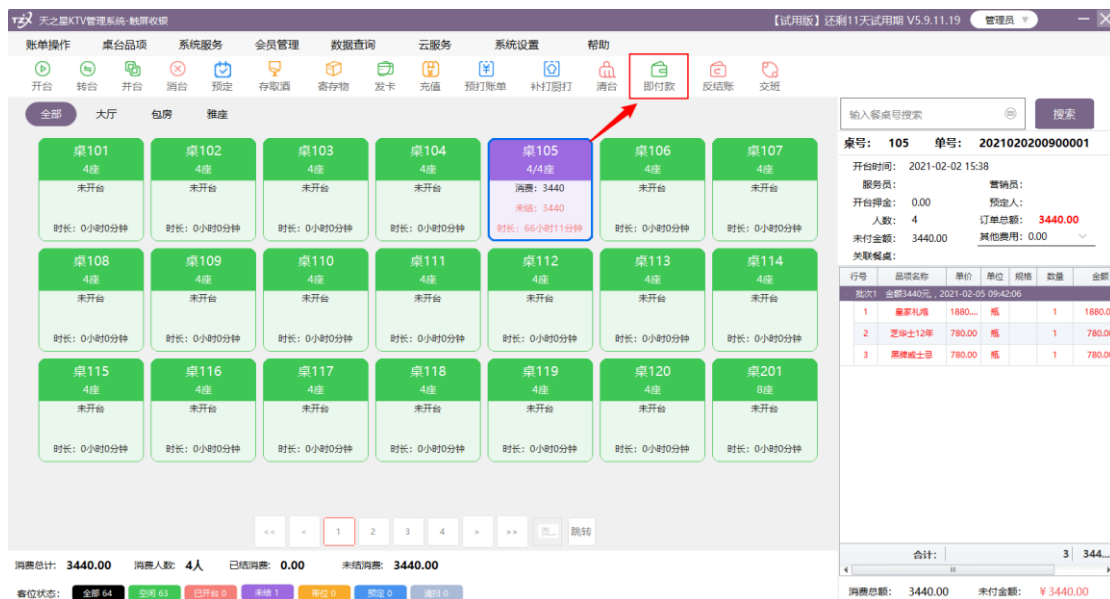 TZX 天之星KTV管理系统-触屏收银 【试用版】还剩11天试用期 V5.9.11.19 管理员
账单操作 桌台品项 系统服务 会员管理 数据查询 云服务 系统设置 帮助
开台 转台 并台 消台 预定 存取酒 寄存物 发卡 充值 预打账单 补打厨打 清台 即付款 反结账 交班
全部 大厅 包房 雅座
输入餐桌号搜索 搜索
桌101 桌102 桌103 桌104 桌105 桌106 桌107
4座 4座 4座 4座 4/4座 4座 4座
未开台 未开台 未开台 未开台 消费: 3440 未开台 未开台
未结: 3440
时长: 0小时0分钟 时长: 0小时0分钟 时长: 0小时0分钟 时长: 0小时0分钟 时长: 66小时11分钟 时长: 0小时0分钟 时长: 0小时0分钟
桌108 桌109 桌110 桌111 桌112 桌113 桌114
4座 4座 4座 4座 4座 4座 4座
未开台 未开台 未开台 未开台 未开台 未开台 未开台
时长: 0小时0分钟 时长: 0小时0分钟 时长: 0小时0分钟 时长: 0小时0分钟 时长: 0小时0分钟 时长: 0小时0分钟 时长: 0小时0分钟
桌115 桌116 桌117 桌118 桌119 桌120 桌201
4座 4座 4座 4座 4座 4座 8座
未开台 未开台 未开台 未开台 未开台 未开台 未开台
时长: 0小时0分钟 时长: 0小时0分钟 时长: 0小时0分钟 时长: 0小时0分钟 时长: 0小时0分钟 时长: 0小时0分钟 时长: 0小时0分钟
<< < 1 2 3 4 > >> 页... 跳转
桌号: 105 单号: 2021020200900001
开台时间: 2021-02-02 15:38
服务员: 营销员:
开台押金: 0.00 预定人:
人数: 4 订单总额: 3440.00
未付金额: 3440.00 其他费用: 0.00
关联餐桌:
行号 品项名称 单价 单位 规格 数量 金额
批次1 金额3440元, , 2021-02-05 09:42:06
1 皇家礼炮 1880.... 瓶 1 1880.0
2 芝华士12年 780.00 瓶 1 780.00
3 黑牌威士忌 780.00 瓶 1 780.00
合计: 3 344...
消费总额: 3440.00 未付金额: ¥3440.00
消费总计: 3440.00 消费人数: 4人 已结消费: 0.00 未结消费: 3440.00
客位状态: 全部 64 空闲 63 已开台 0 未结 1 带位 0 预定 0 清扫 0